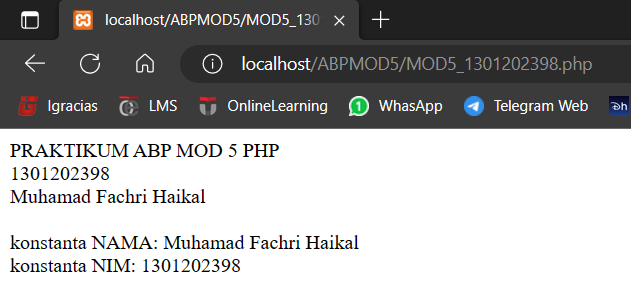 localhost/ABPMOD5/MOD5_130
localhost/ABPMOD5/MOD5_1301202398.php
Igracias LMS OnlineLearning WhasApp Telegram Web Dh
PRAKTIKUM ABP MOD 5 PHP
1301202398
Muhamad Fachri Haikal
konstanta NAMA: Muhamad Fachri Haikal
konstanta NIM: 1301202398